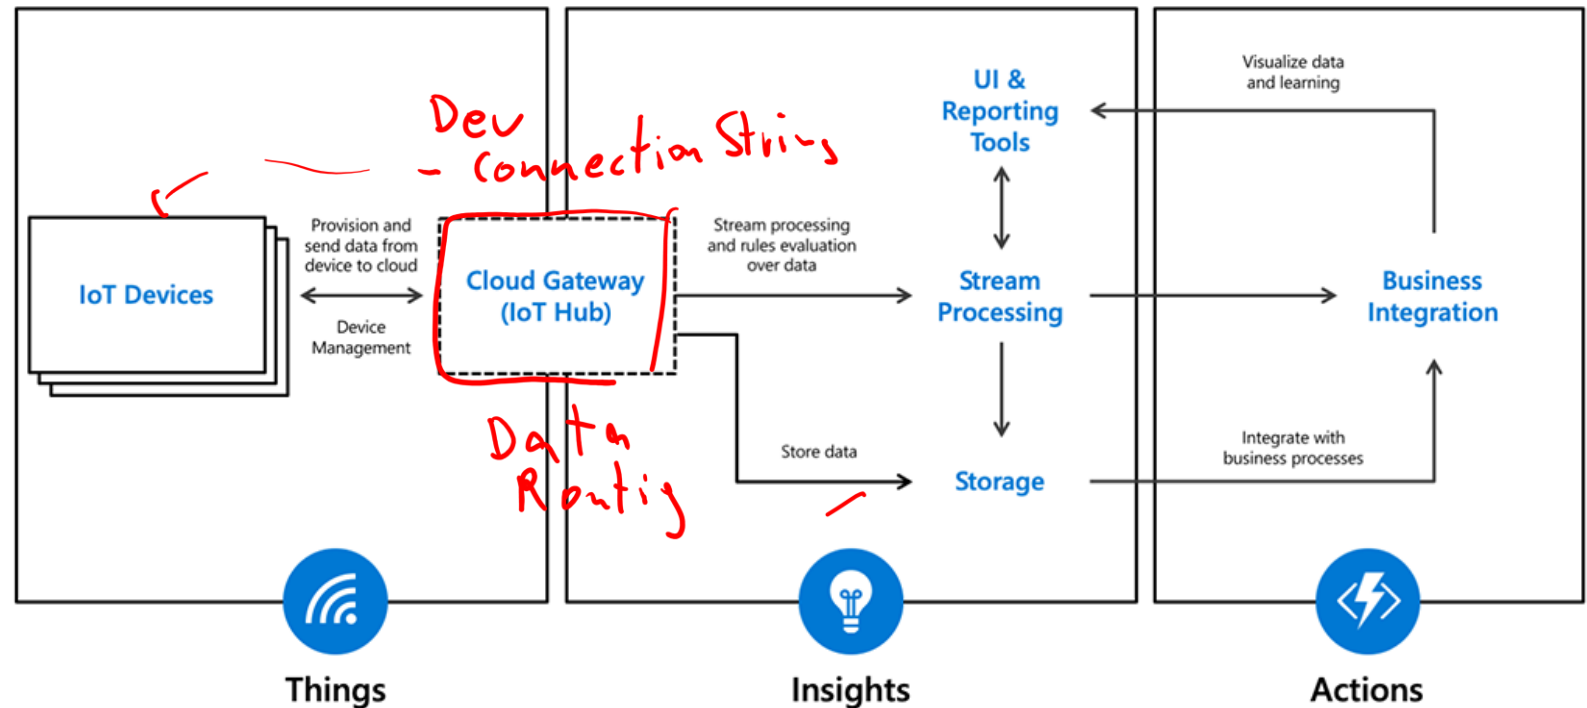 Dev
- Connection String
Provision and
send data from
device to cloud
IoT Devices
Device
Management
Cloud Gateway
(IoT Hub)
Data
Routig
Stream processing
and rules evaluation
over data
Store data
UI &
Reporting
Tools
Stream
Processing
Storage
Visualize data
and learning
Business
Integration
Integrate with
business processes
Things
Insights
Actions